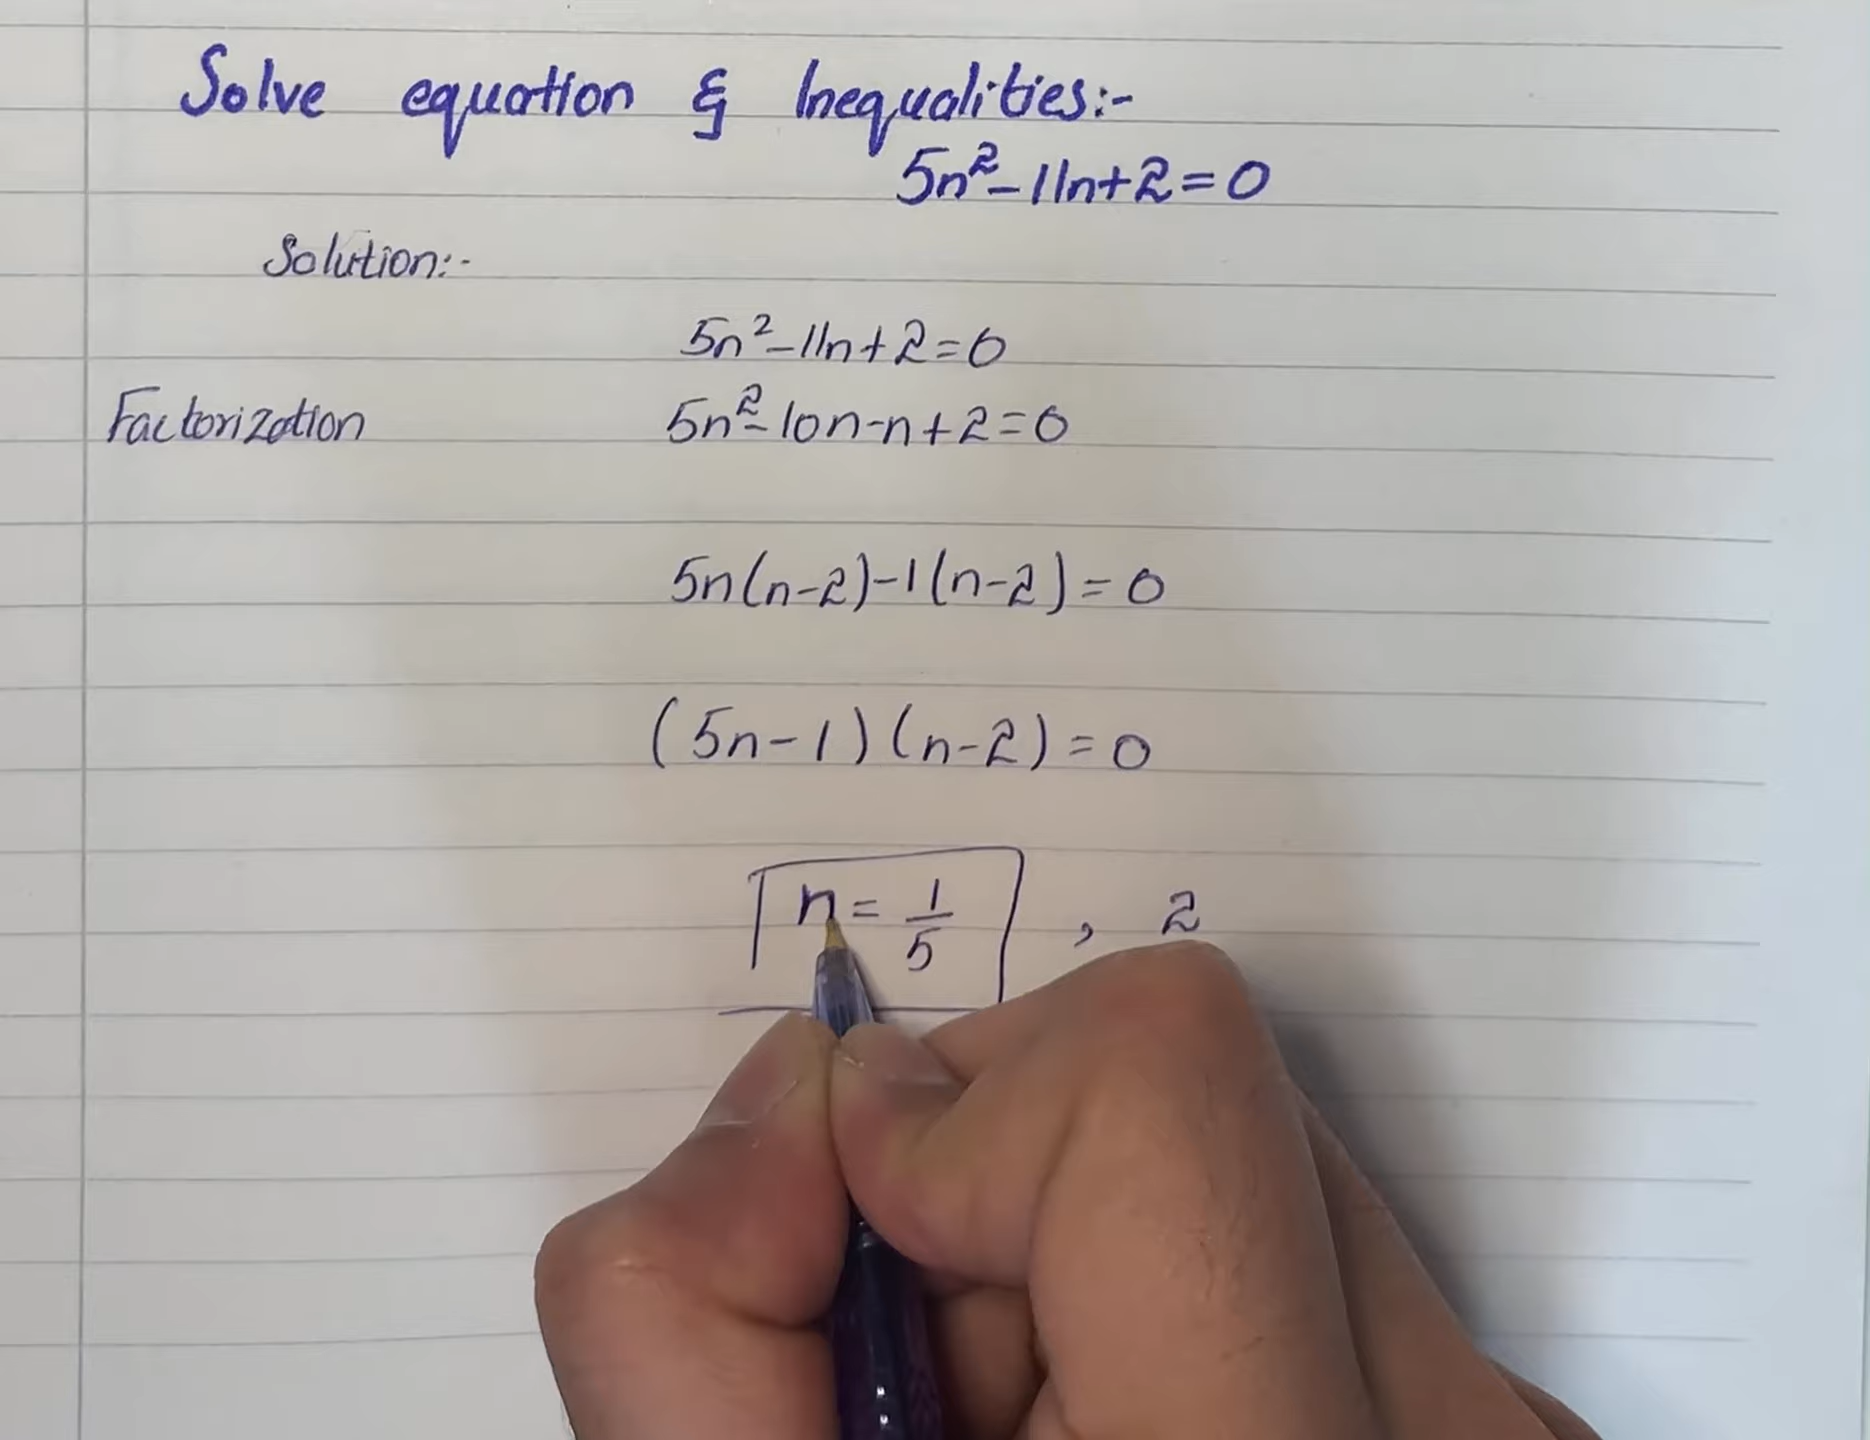 Solve equation & Inequalities:-
5n²-11n+2=0
Solution:-
5n²-11n+2=0
Factorization 5n²-10n-n+2=0
5n(n-2)-1(n-2)=0
(5n-1)(n-2)=0
n=1/5 , 2